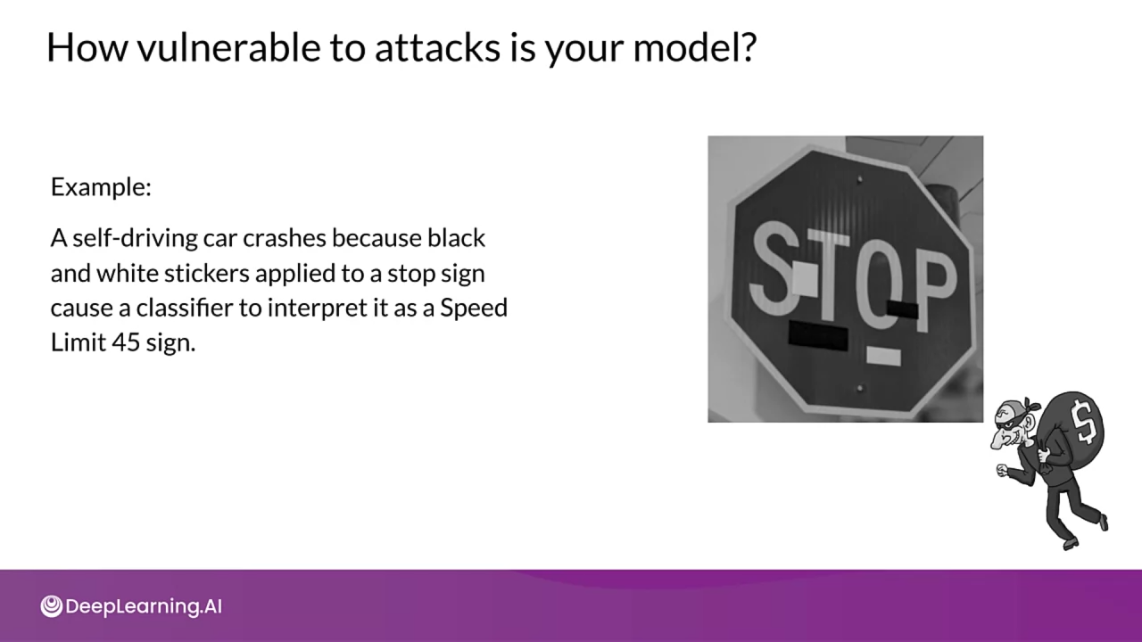 How vulnerable to attacks is your model?
Example:
A self-driving car crashes because black
and white stickers applied to a stop sign
cause a classifier to interpret it as a Speed
Limit 45 sign.
STOP
$
DeepLearning.AI